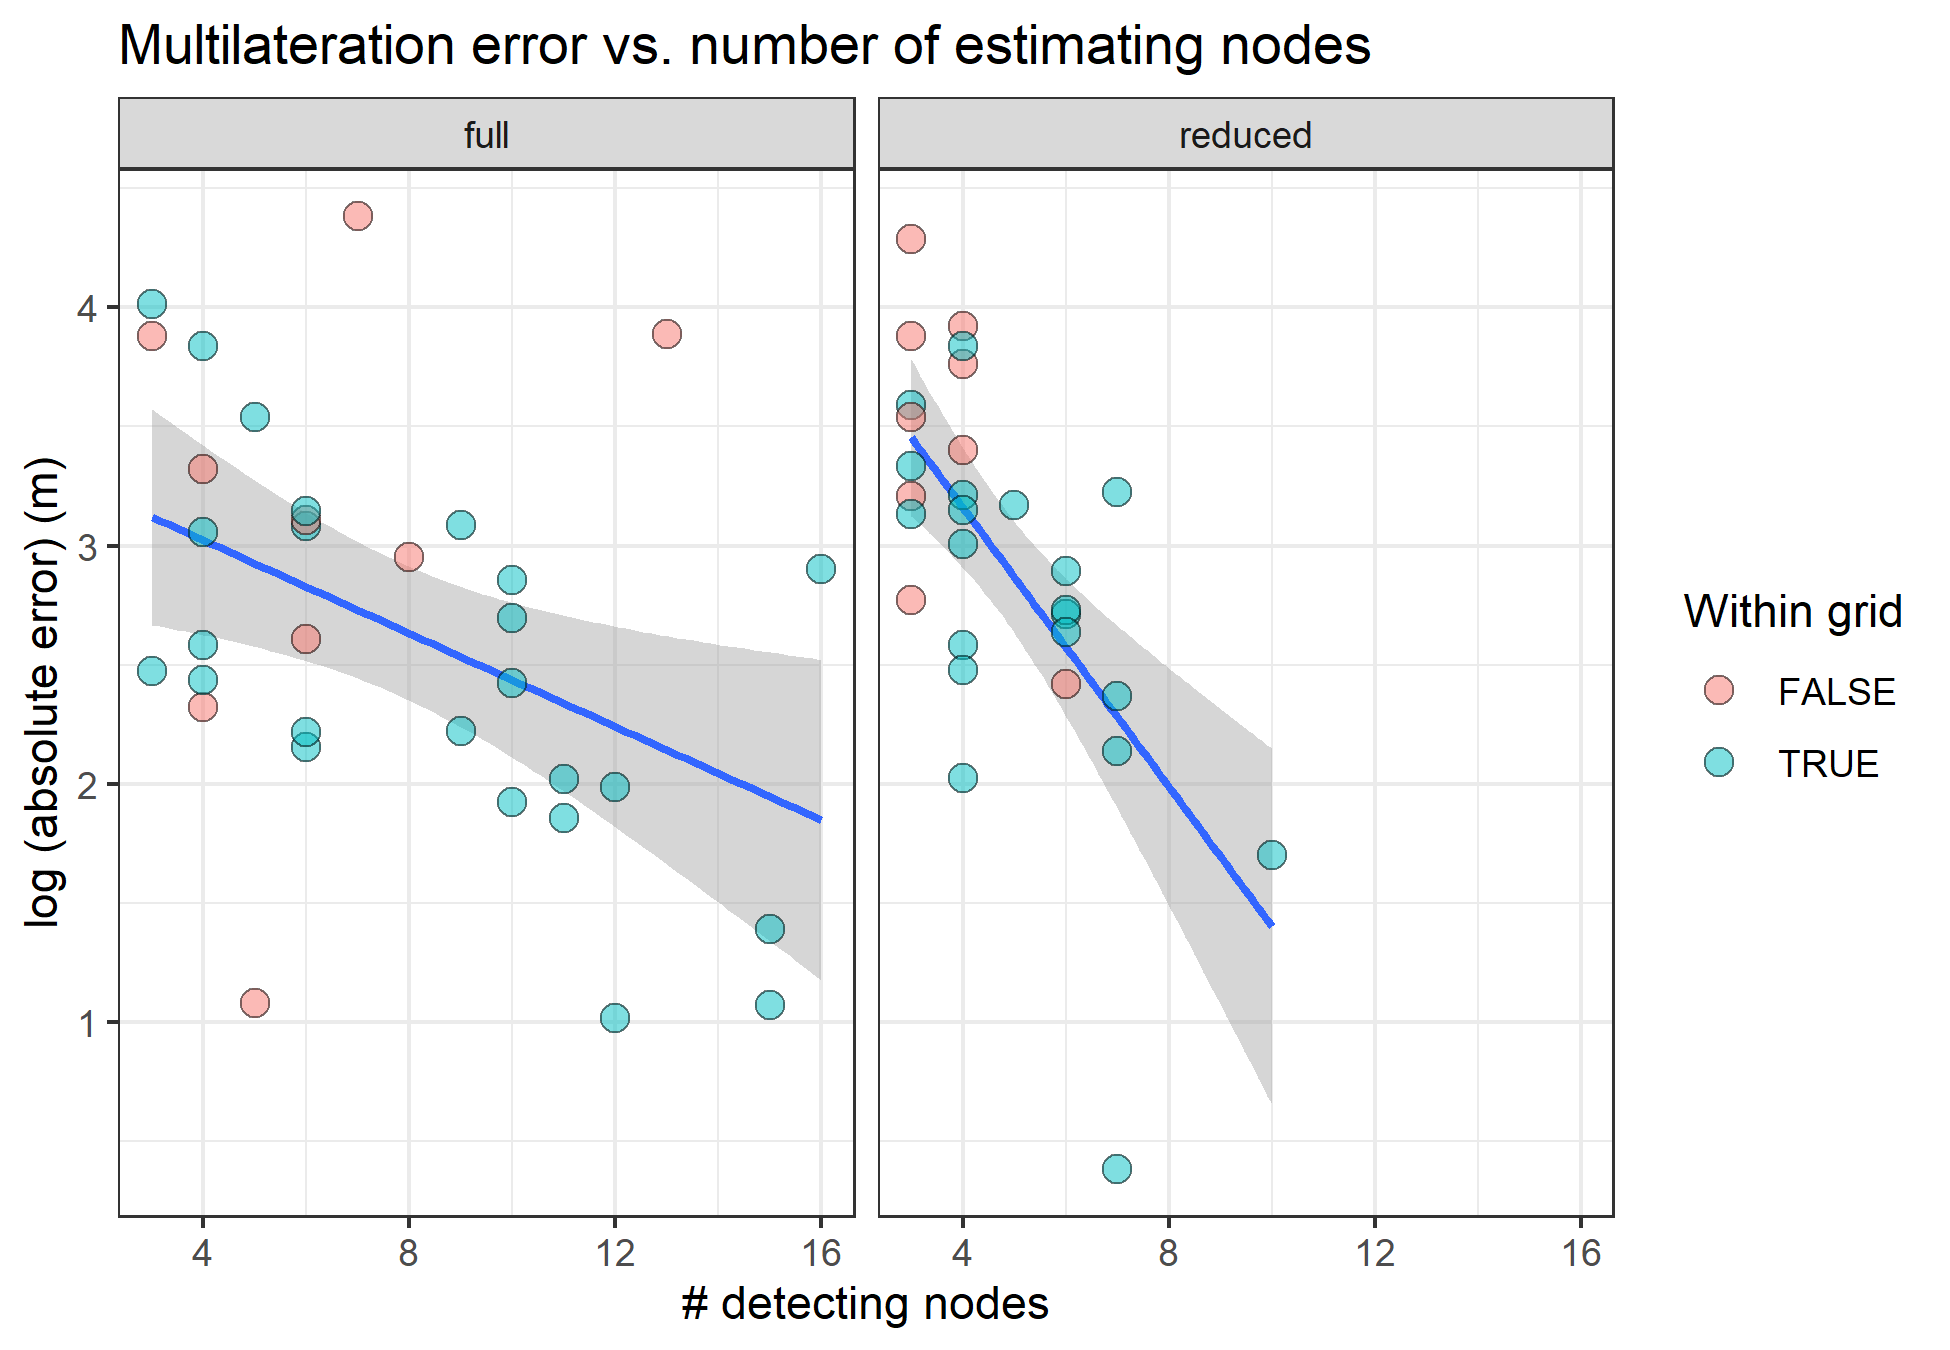 Multilateration error vs. number of estimating nodes
full
reduced
log (absolute error) (m)
4
3
2
1
4 8 12 16
4 8 12 16
# detecting nodes
Within grid
FALSE
TRUE